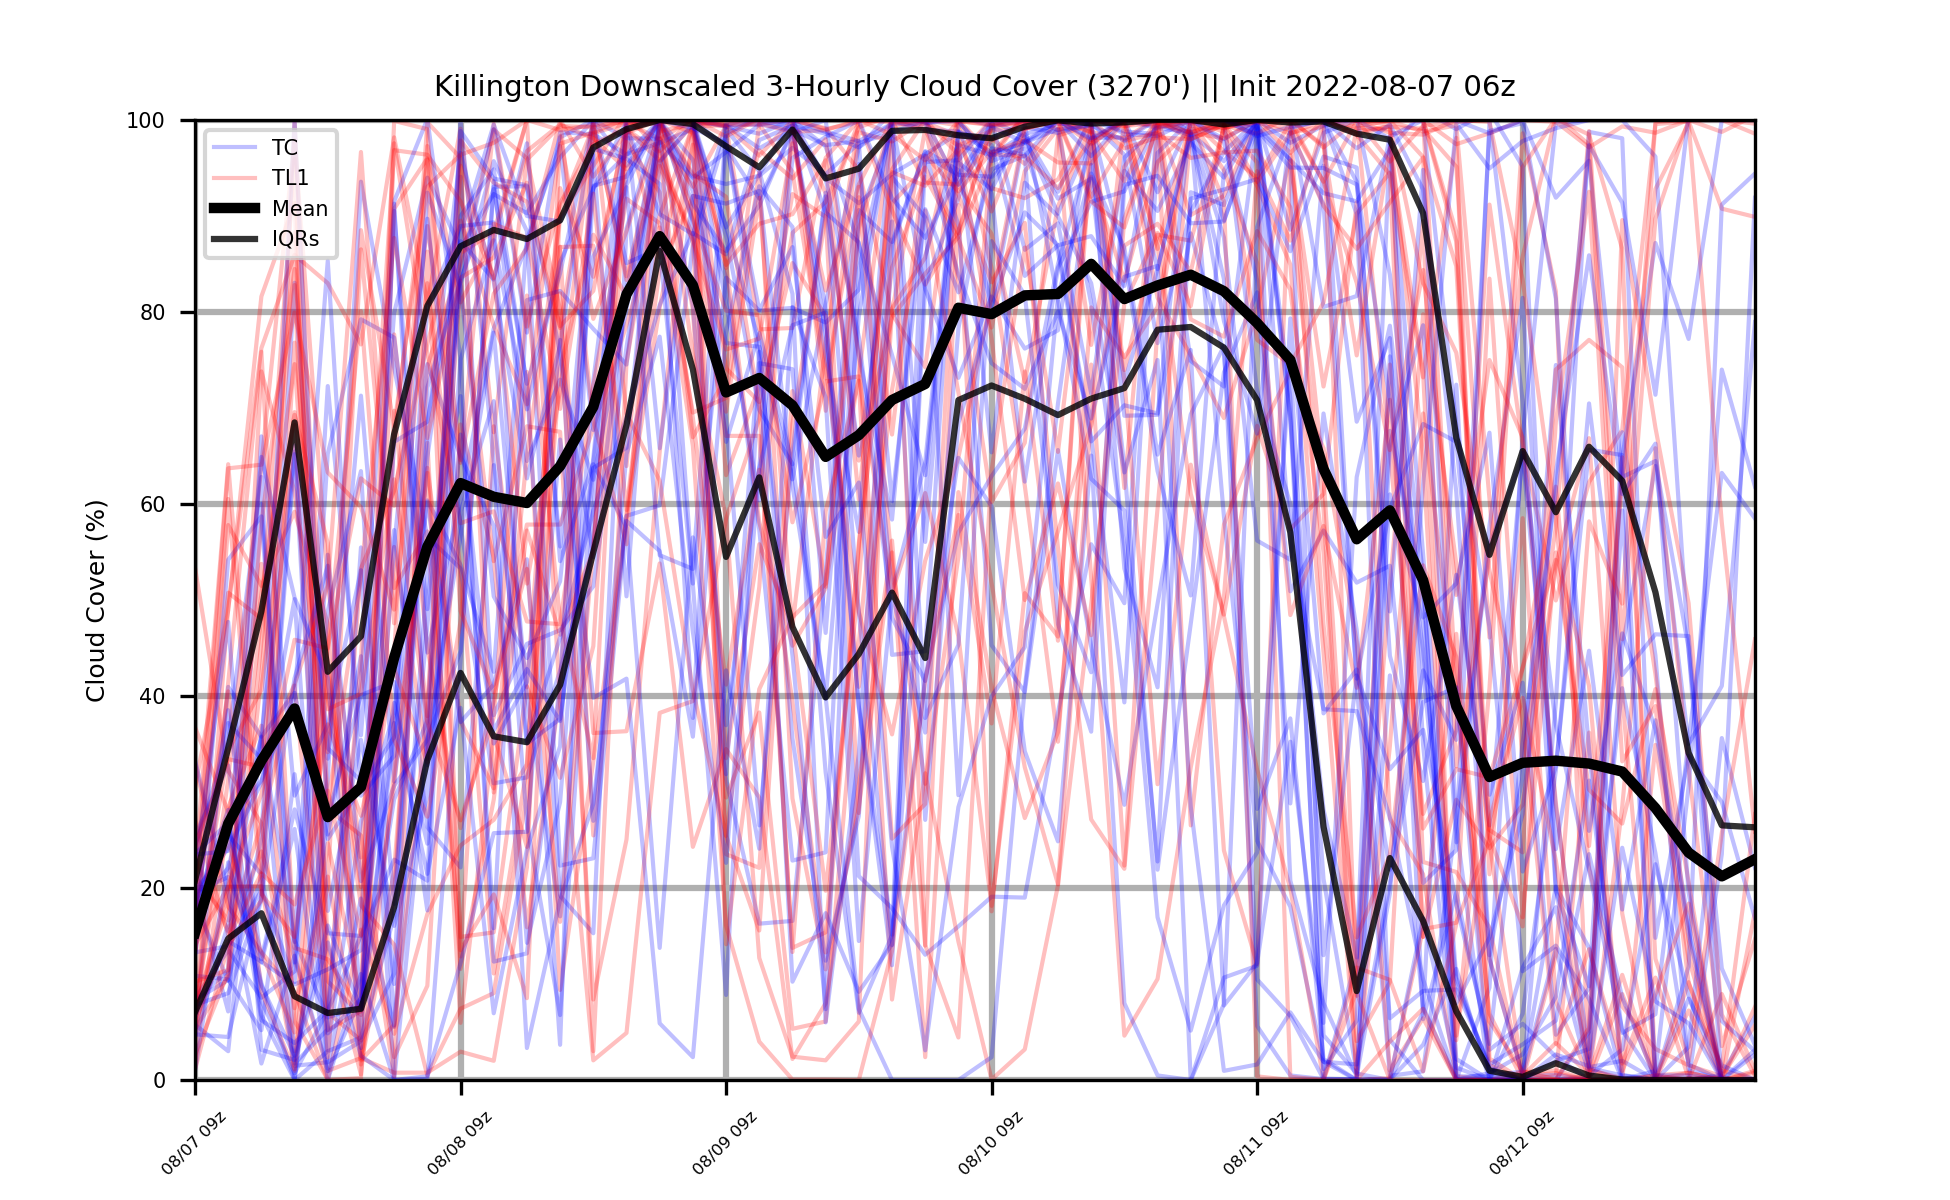 Killington Downscaled 3-Hourly Cloud Cover (3270') || Init 2022-08-07 06z
TC
TL1
Mean
IQRs
Cloud Cover (%)
100
80
60
40
20
0
08/07 09z
08/08 09z
08/09 09z
08/10 09z
08/11 09z
08/12 09z